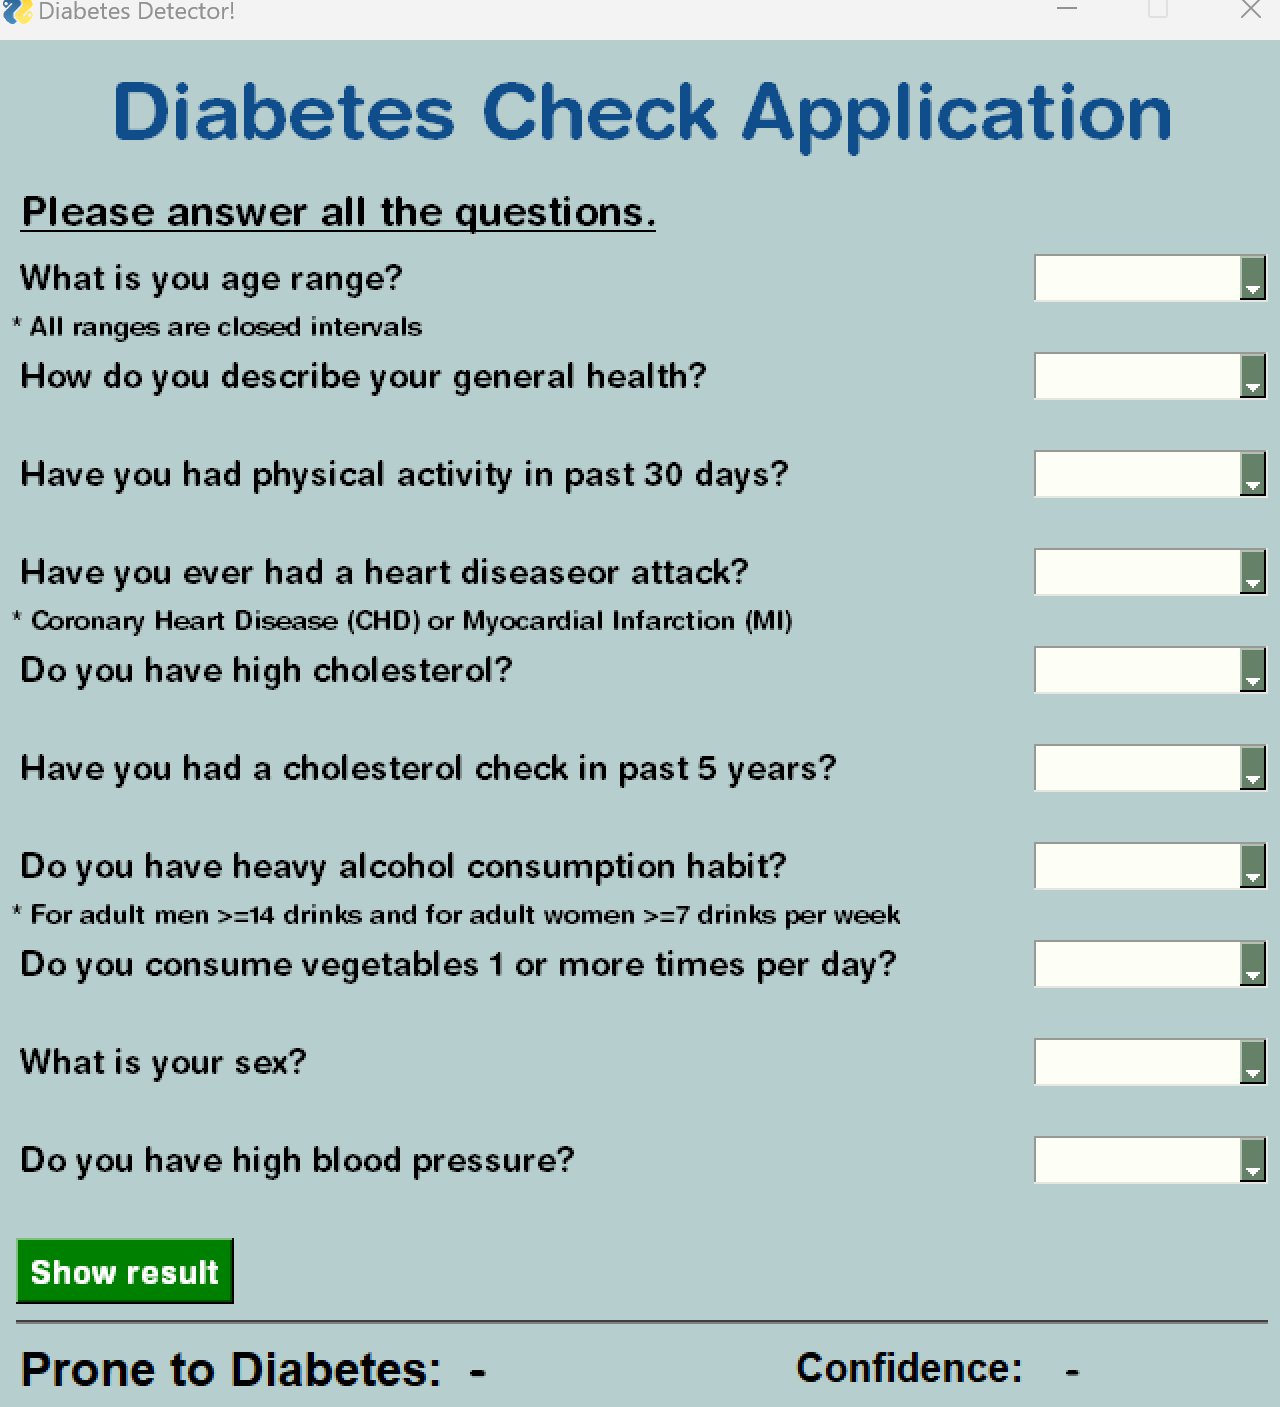 Diabetes Detector!
Diabetes Check Application
Please answer all the questions.
What is you age range?
* All ranges are closed intervals
How do you describe your general health?
Have you had physical activity in past 30 days?
Have you ever had a heart diseaseor attack?
* Coronary Heart Disease (CHD) or Myocardial Infarction (MI)
Do you have high cholesterol?
Have you had a cholesterol check in past 5 years?
Do you have heavy alcohol consumption habit?
* For adult men >=14 drinks and for adult women >=7 drinks per week
Do you consume vegetables 1 or more times per day?
What is your sex?
Do you have high blood pressure?
Show result
Prone to Diabetes: - Confidence: -